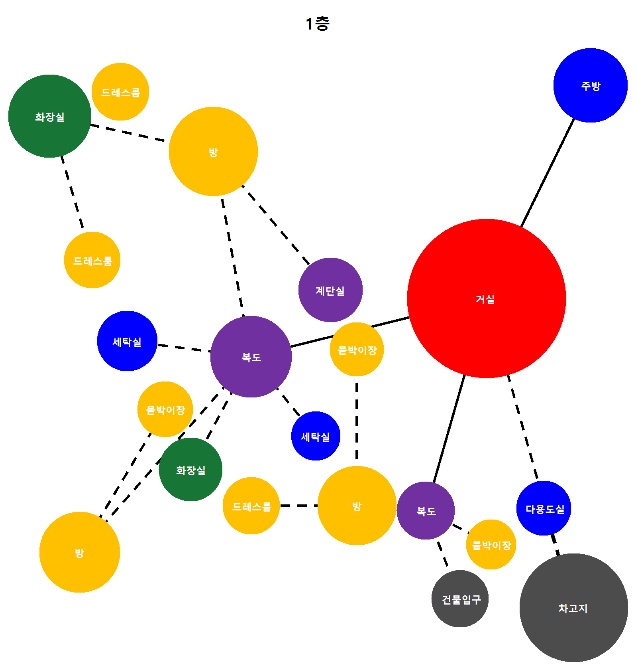 1층
주방
드레스룸
화장실
방
드레스룸
계단실
거실
세탁실
복도
붙박이장
붙박이장
세탁실
화장실
드레스룸
방
복도
다용도실
붙박이장
방
건물입구
차고지